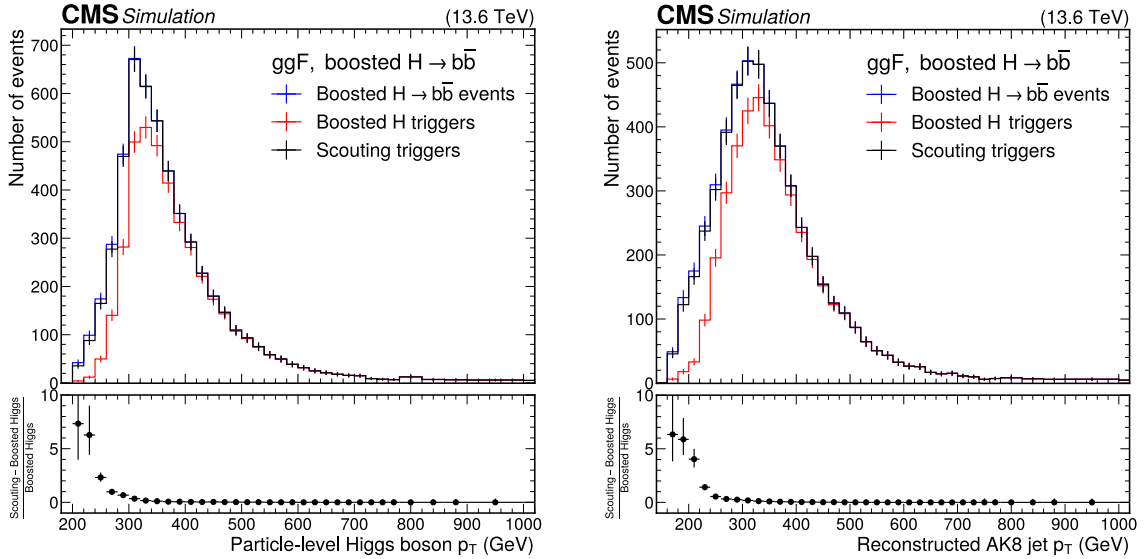 CMS Simulation (13.6 TeV)
Number of events
700
600
500
400
300
200
100
0
ggF, boosted H → bb̅
Boosted H → bb̅ events
Boosted H triggers
Scouting triggers
Scouting − Boosted Higgs
Boosted Higgs
10
5
0
200 300 400 500 600 700 800 900 1000
Particle-level Higgs boson pT (GeV)
CMS Simulation (13.6 TeV)
Number of events
500
400
300
200
100
0
ggF, boosted H → bb̅
Boosted H → bb̅ events
Boosted H triggers
Scouting triggers
Scouting − Boosted Higgs
Boosted Higgs
10
5
0
200 300 400 500 600 700 800 900 1000
Reconstructed AK8 jet pT (GeV)